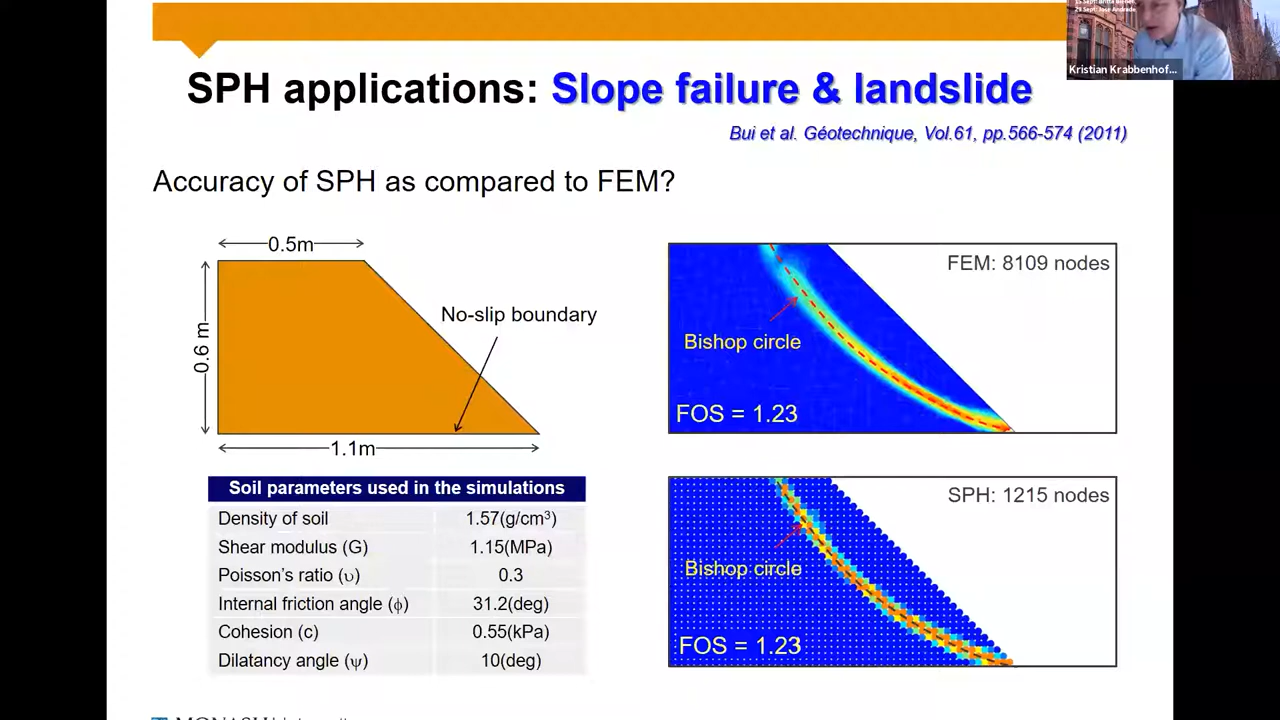 SPH applications: Slope failure & landslide
Bui et al. Géotechnique, Vol.61, pp.566-574 (2011)
Kristian Krabbenhof...
Accuracy of SPH as compared to FEM?
0.5m
0.6 m
No-slip boundary
1.1m
FEM: 8109 nodes
Bishop circle
FOS = 1.23
Soil parameters used in the simulations
Density of soil 1.57(g/cm³)
Shear modulus (G) 1.15(MPa)
Poisson's ratio (υ) 0.3
Internal friction angle (ϕ) 31.2(deg)
Cohesion (c) 0.55(kPa)
Dilatancy angle (ψ) 10(deg)
SPH: 1215 nodes
Bishop circle
FOS = 1.23